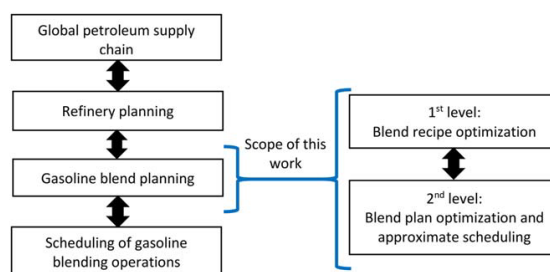 Global petroleum supply
chain
Refinery planning
Gasoline blend planning
Scheduling of gasoline
blending operations
Scope of this
work
1st level:
Blend recipe optimization
2nd level:
Blend plan optimization and
approximate scheduling